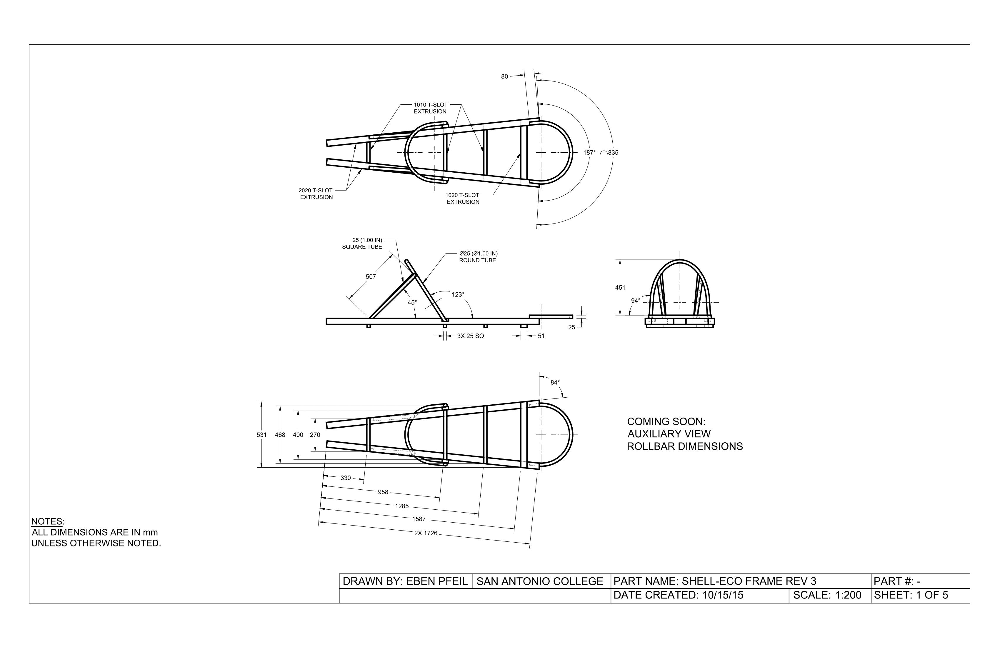 80
1010 T-SLOT
EXTRUSION
187°
835
2020 T-SLOT
EXTRUSION
1020 T-SLOT
EXTRUSION
25 (1.00 IN)
SQUARE TUBE
Ø25 (Ø1.00 IN)
ROUND TUBE
507
123°
45°
451
94°
25
3X 25 SQ
51
84°
531
468
400
270
330
958
1285
1587
2X 1726
COMING SOON:
AUXILIARY VIEW
ROLLBAR DIMENSIONS
NOTES:
ALL DIMENSIONS ARE IN mm
UNLESS OTHERWISE NOTED.
DRAWN BY: EBEN PFEIL
SAN ANTONIO COLLEGE
PART NAME: SHELL-ECO FRAME REV 3
PART #: -
DATE CREATED: 10/15/15
SCALE: 1:200
SHEET: 1 OF 5